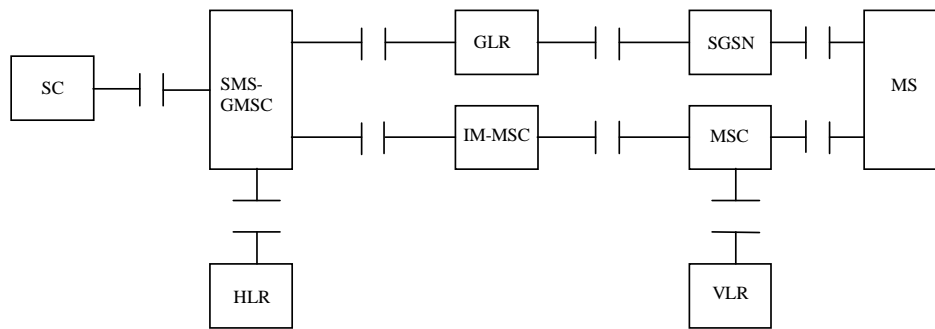 GLR
SGSN
SC
SMS-
GMSC
MS
IM-MSC
MSC
HLR
VLR